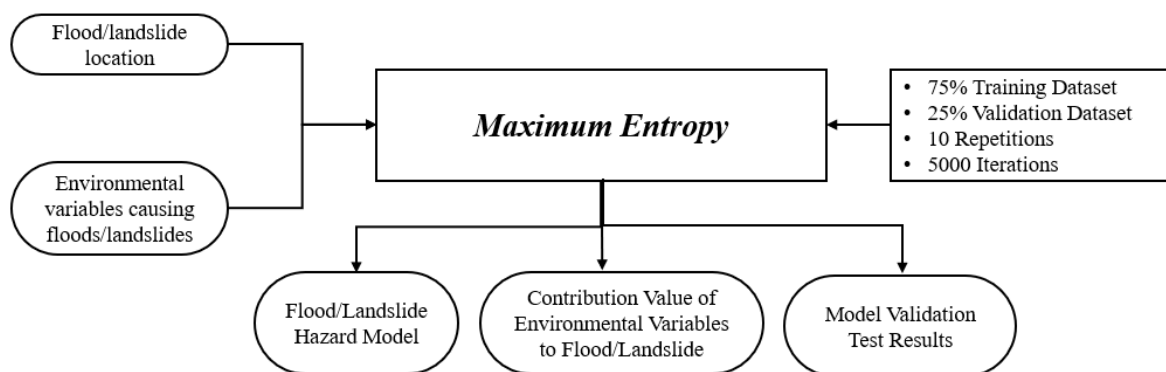 Flood/landslide
location
Environmental
variables causing
floods/landslides
Maximum Entropy
• 75% Training Dataset
• 25% Validation Dataset
• 10 Repetitions
• 5000 Iterations
Flood/Landslide
Hazard Model
Contribution Value of
Environmental Variables
to Flood/Landslide
Model Validation
Test Results